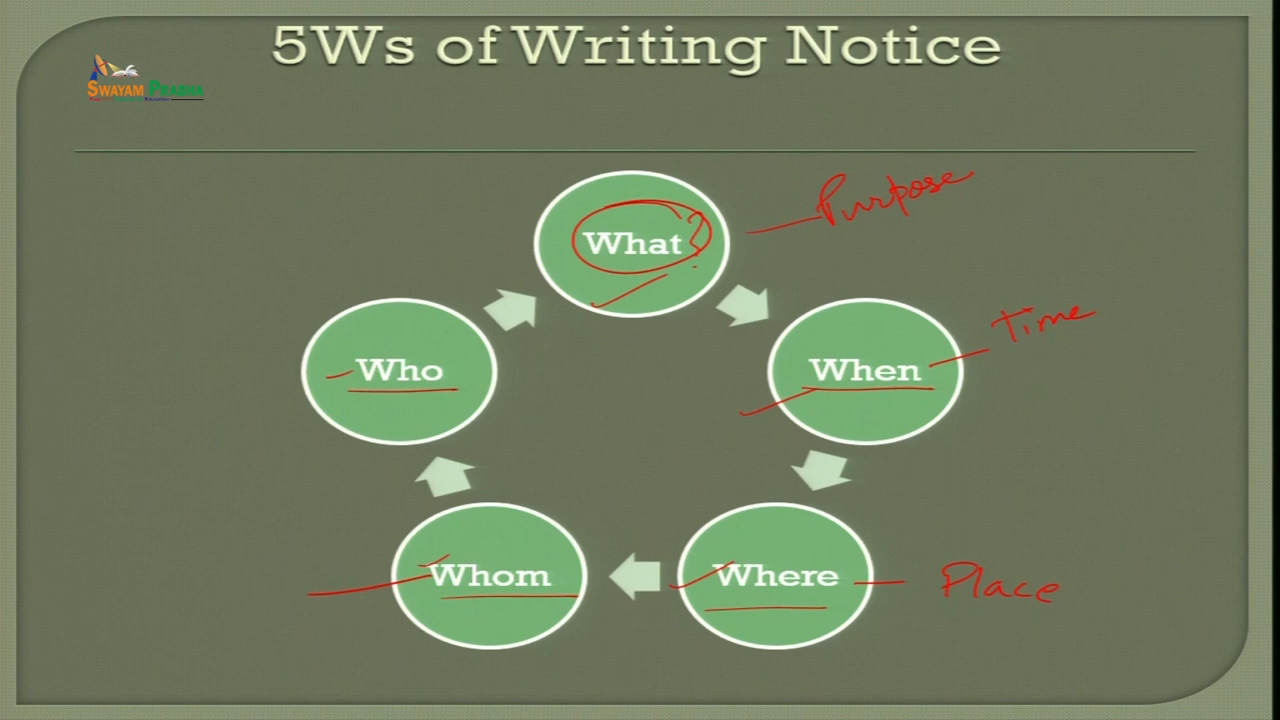 5Ws of Writing Notice
SWAYAM PRABHA
What?
Purpose
Who
When
Time
Whom
Where
Place